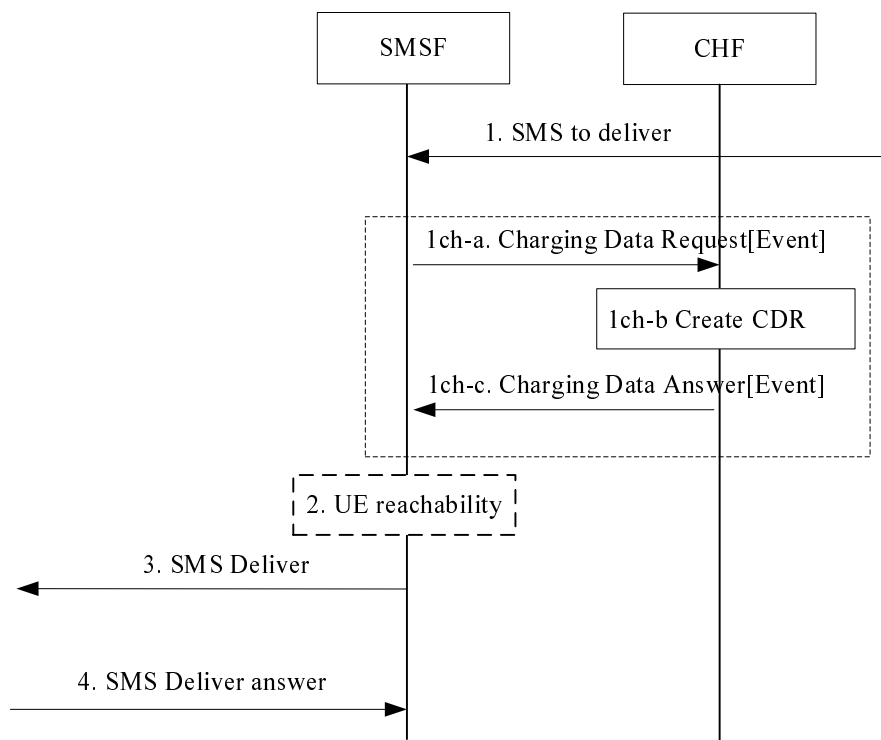 SMSF
CHF
1. SMS to deliver
1ch-a. Charging Data Request[Event]
1ch-b Create CDR
1ch-c. Charging Data Answer[Event]
2. UE reachability
3. SMS Deliver
4. SMS Deliver answer